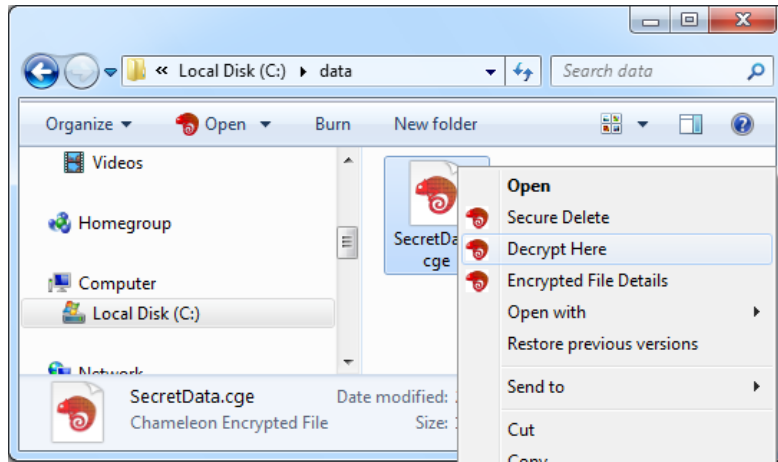 « Local Disk (C:) ▸ data
Search data
Organize Open Burn New folder
Videos
Homegroup
Computer
Local Disk (C:)
Network
SecretDa
cge
Open
Secure Delete
Decrypt Here
Encrypted File Details
Open with
Restore previous versions
Send to
Cut
Copy
SecretData.cge Date modified:
Chameleon Encrypted File Size: